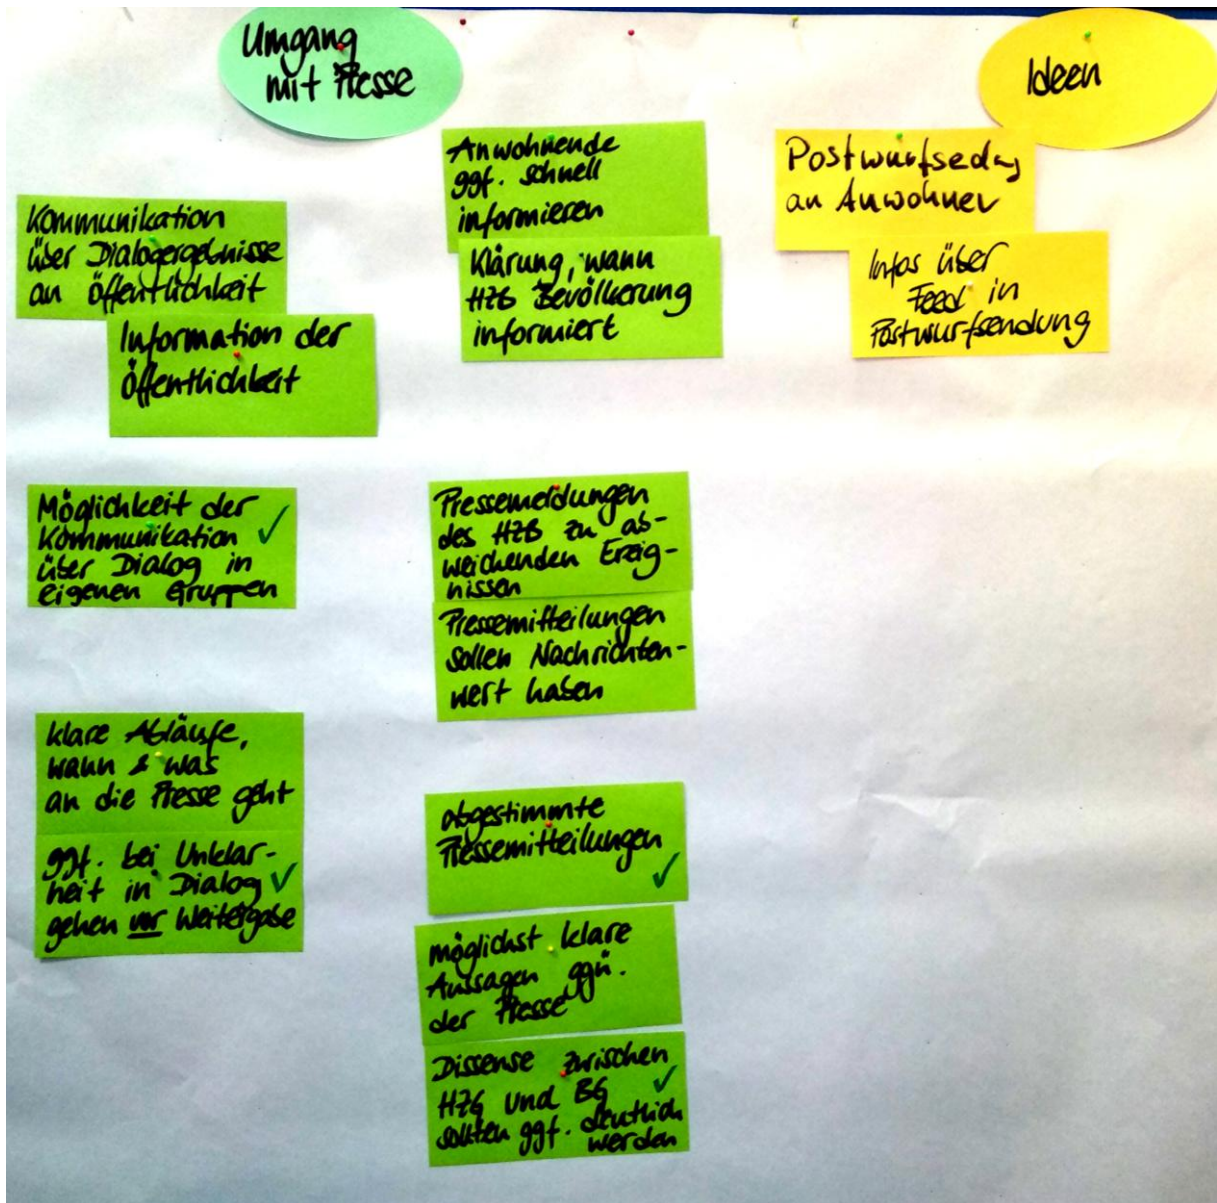 Umgang
mit Presse
Ideen
Kommunikation
über Dialogergebnisse
an Öffentlichkeit
Information der
Öffentlichkeit
Möglichkeit der
Kommunikation ✓
über Dialog in
eigenen Gruppen
klare Abläufe,
wann & was
an die Presse geht
ggf. bei Unklar-
heit in Dialog ✓
gehen vor Weitergabe
Anwohnende
ggf. schnell
informieren
Klärung, wann
HZG Bevölkerung
informiert
Pressemeldungen
des HZG zu ab-
weichenden Ereig-
nissen
Pressemitteilungen
sollen Nachrichten-
wert haben
abgestimmte
Pressemitteilungen
✓
möglichst klare
Aussagen ggü.
der Presse
Dissense zwischen
HZG und BG ✓
sollten ggf. deutlich
werden
Postwurfsedng
an Anwohner
Infos über
Feed in
Postwurfsendung